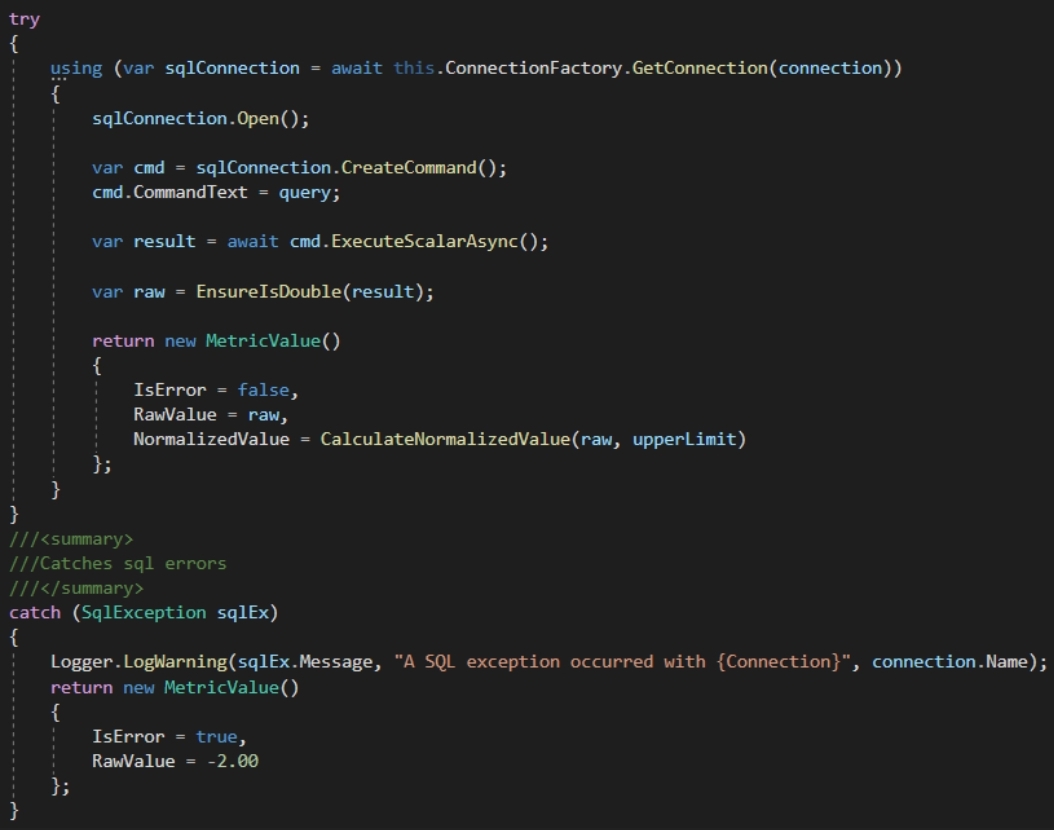 try
{
    using (var sqlConnection = await this.ConnectionFactory.GetConnection(connection))
    {
        sqlConnection.Open();

        var cmd = sqlConnection.CreateCommand();
        cmd.CommandText = query;

        var result = await cmd.ExecuteScalarAsync();

        var raw = EnsureIsDouble(result);

        return new MetricValue()
        {
            IsError = false,
            RawValue = raw,
            NormalizedValue = CalculateNormalizedValue(raw, upperLimit)
        };
    }
}
///<summary>
///Catches sql errors
///</summary>
catch (SqlException sqlEx)
{
    Logger.LogWarning(sqlEx.Message, "A SQL exception occurred with {Connection}", connection.Name);
    return new MetricValue()
    {
        IsError = true,
        RawValue = -2.00
    };
}